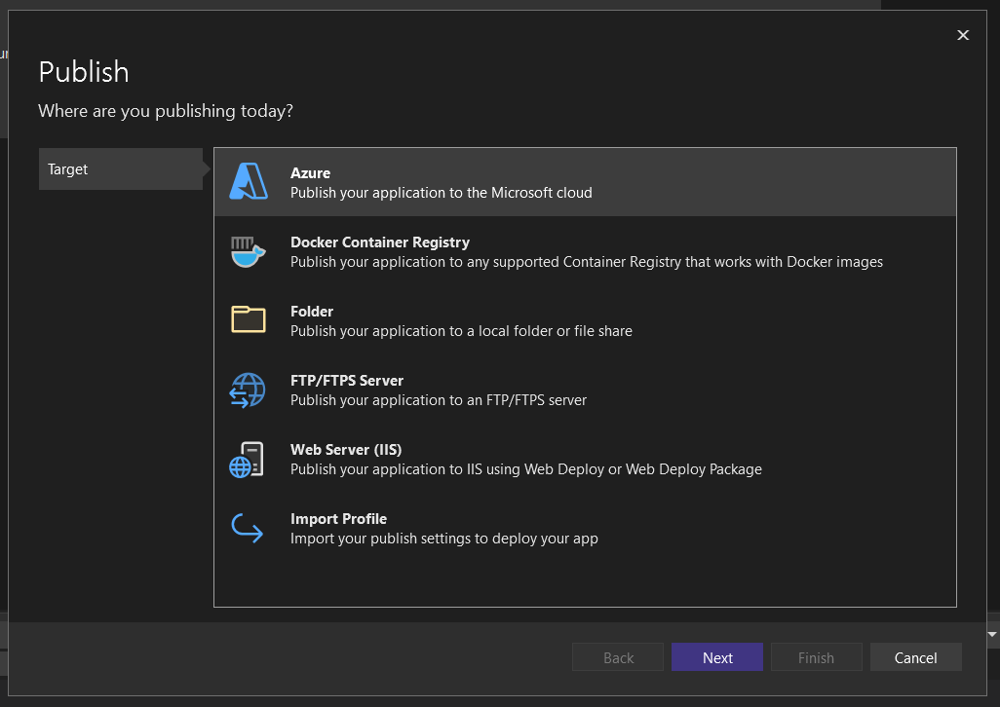 Publish
Where are you publishing today?
Target
Azure
Publish your application to the Microsoft cloud
Docker Container Registry
Publish your application to any supported Container Registry that works with Docker images
Folder
Publish your application to a local folder or file share
FTP/FTPS Server
Publish your application to an FTP/FTPS server
Web Server (IIS)
Publish your application to IIS using Web Deploy or Web Deploy Package
Import Profile
Import your publish settings to deploy your app
Back
Next
Finish
Cancel